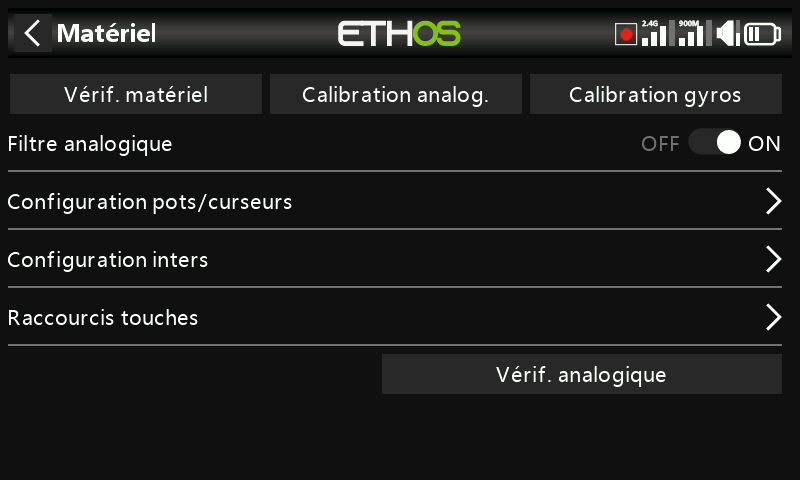 Matériel
ETHOS
2.4G
900M
Vérif. matériel
Calibration analog.
Calibration gyros
Filtre analogique
OFF
ON
Configuration pots/curseurs
Configuration inters
Raccourcis touches
Vérif. analogique